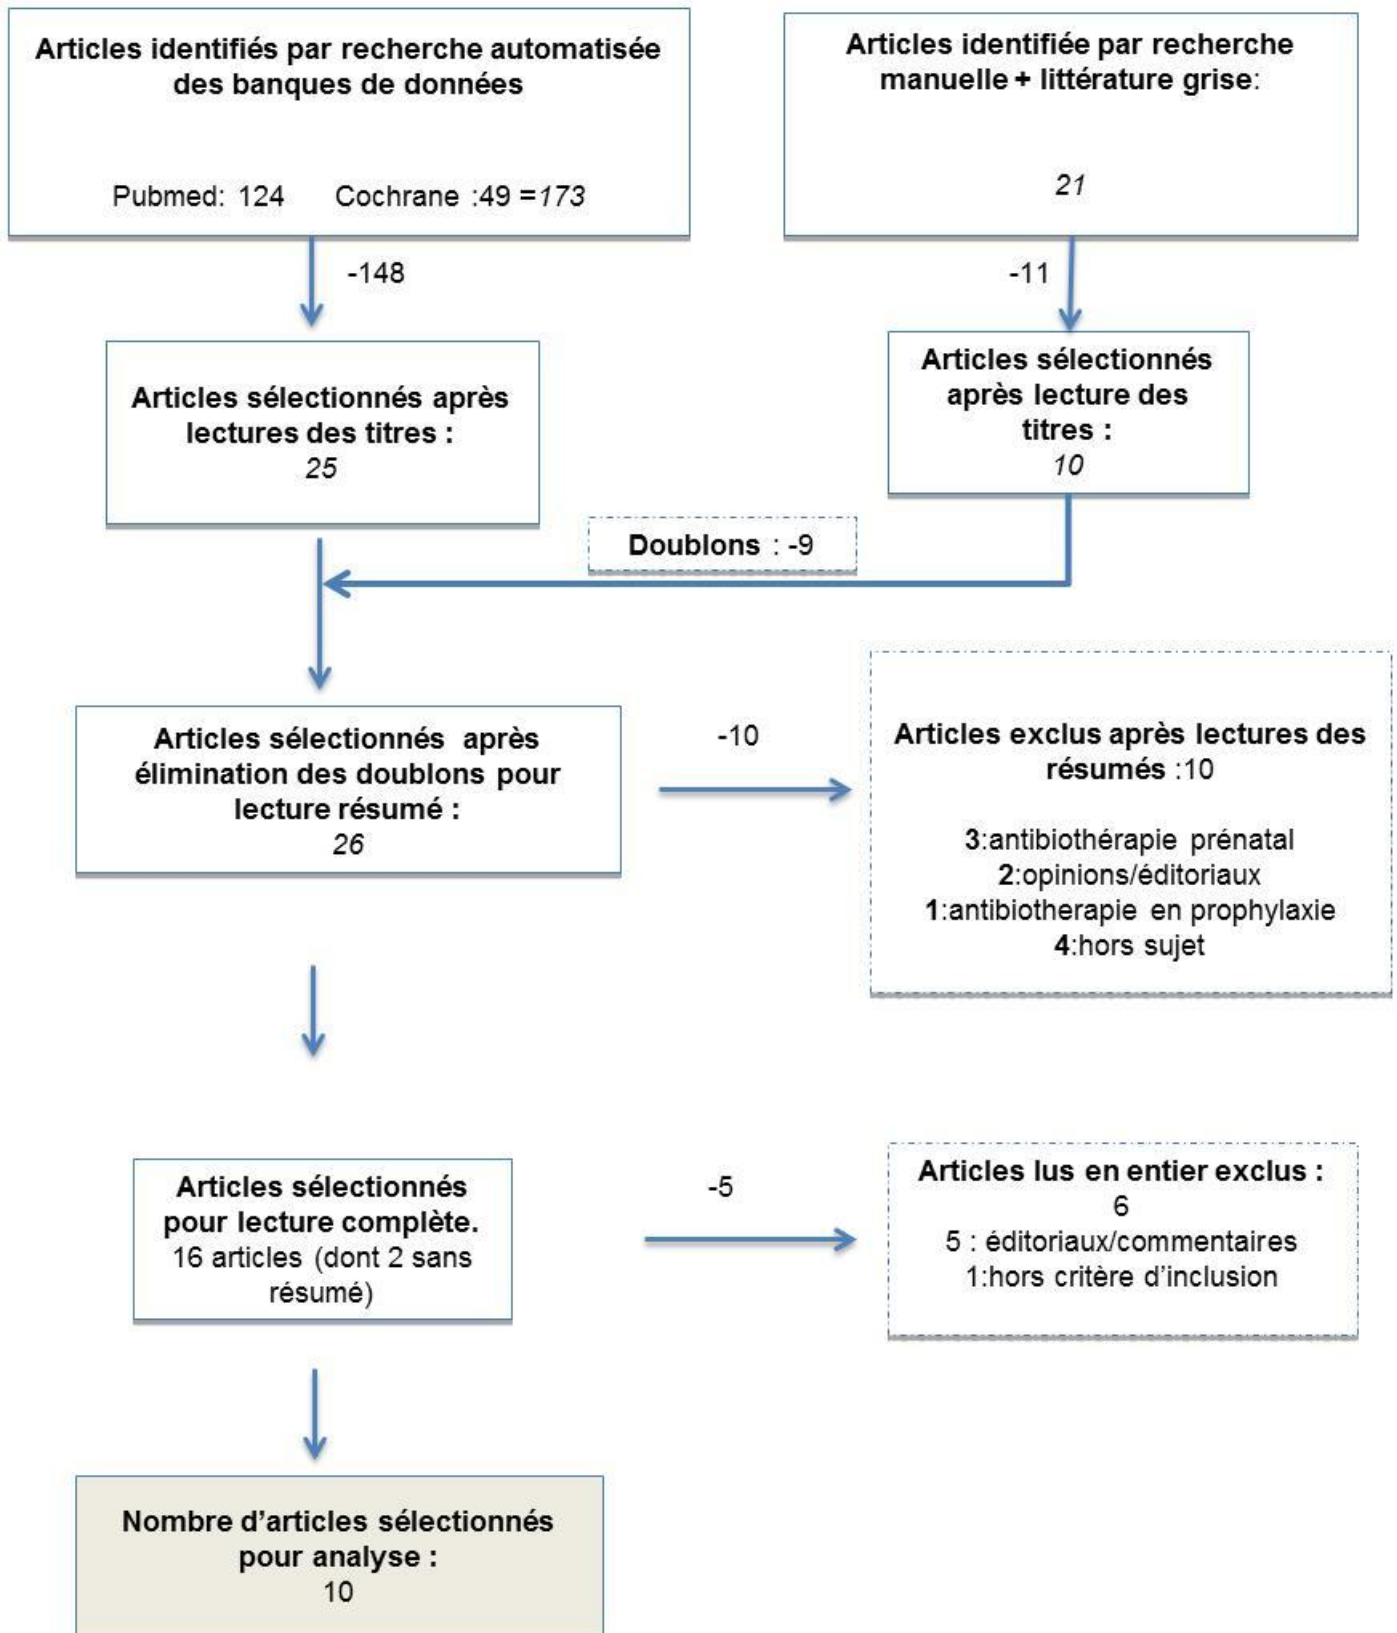 Articles identifiés par recherche automatisée
des banques de données
Pubmed: 124 Cochrane :49 =173
Articles identifiée par recherche
manuelle + littérature grise:
21
-148
-11
Articles sélectionnés après
lectures des titres :
25
Articles sélectionnés
après lecture des
titres :
10
Doublons : -9
Articles sélectionnés après
élimination des doublons pour
lecture résumé :
26
-10
Articles exclus après lectures des
résumés :10
3:antibiothérapie prénatal
2:opinions/éditoriaux
1:antibiotherapie en prophylaxie
4:hors sujet
Articles sélectionnés
pour lecture complète.
16 articles (dont 2 sans
résumé)
-5
Articles lus en entier exclus :
6
5 : éditoriaux/commentaires
1:hors critère d'inclusion
Nombre d'articles sélectionnés
pour analyse :
10